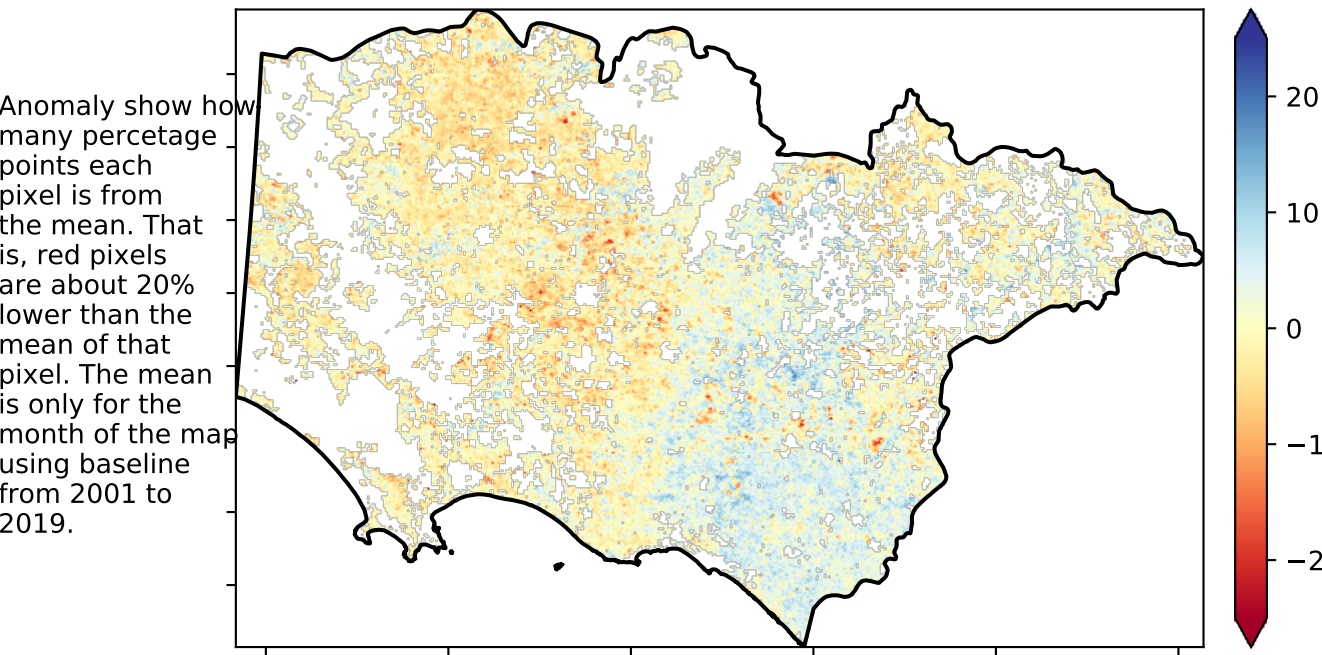 Anomaly show how
many percetage
points each
pixel is from
the mean. That
is, red pixels
are about 20%
lower than the
mean of that
pixel. The mean
is only for the
month of the map
using baseline
from 2001 to
2019.
20
10
0
−1
−2